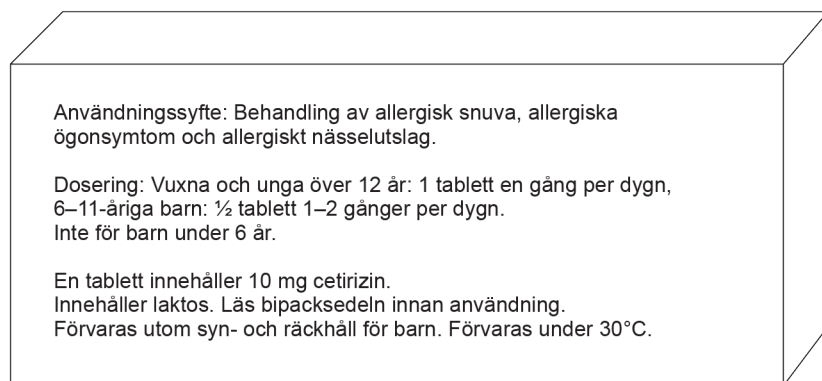 Användningssyfte: Behandling av allergisk snuva, allergiska
ögonsymtom och allergiskt nässelutslag.
Dosering: Vuxna och unga över 12 år: 1 tablett en gång per dygn,
6–11-åriga barn: ½ tablett 1–2 gånger per dygn.
Inte för barn under 6 år.
En tablett innehåller 10 mg cetirizin.
Innehåller laktos. Läs bipacksedeln innan användning.
Förvaras utom syn- och räckhåll för barn. Förvaras under 30°C.